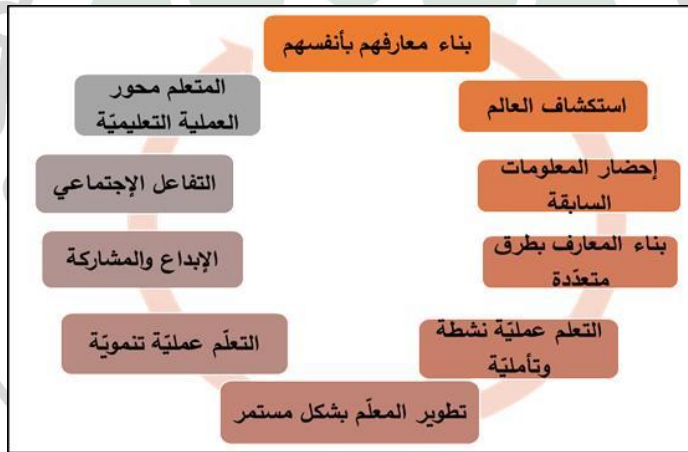 بناء معارفهم بأنفسهم
استكشاف العالم
إحضار المعلومات
السابقة
بناء المعارف بطرق
متعدّدة
التعلم عمليّة نشطة
وتأمليّة
تطوير المعلّم بشكل مستمر
التعلّم عمليّة تنمويّة
الإبداع والمشاركة
التفاعل الإجتماعي
المتعلم محور
العملية التعليميّة